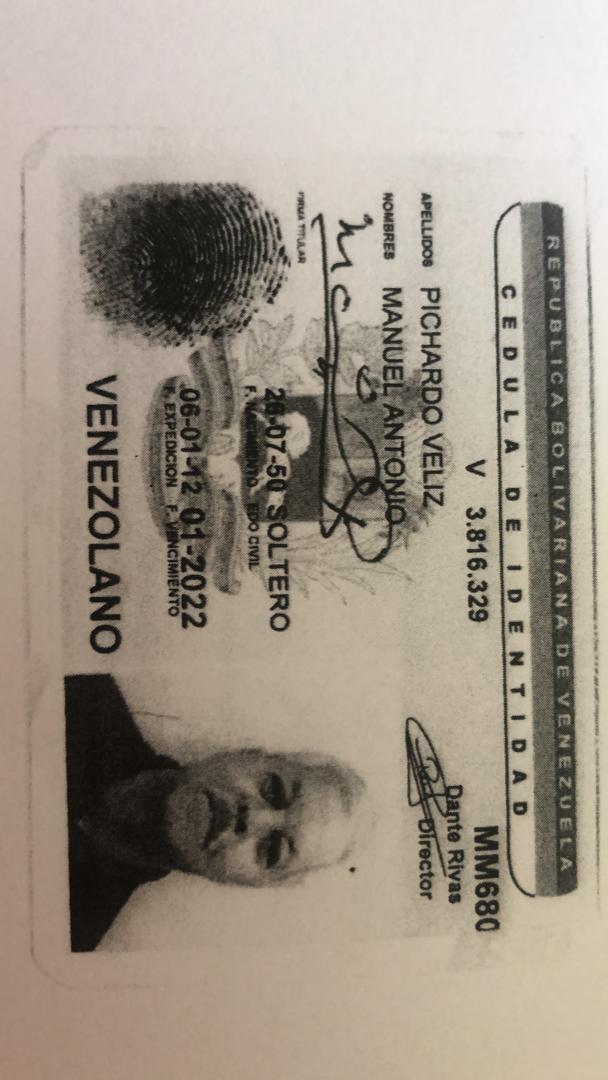 REPUBLICA BOLIVARIANA DE VENEZUELA
CEDULA DE IDENTIDAD
V 3.816.329
MM680
APELLIDOS PICHARDO VELIZ
Dante Rivas
Director
NOMBRES MANUEL ANTONIO
FIRMA TITULAR
26-07-50 SOLTERO
F. NACIMIENTO EDO CIVIL
06-01-12 01-2022
F. EXPEDICION F. VENCIMIENTO
VENEZOLANO